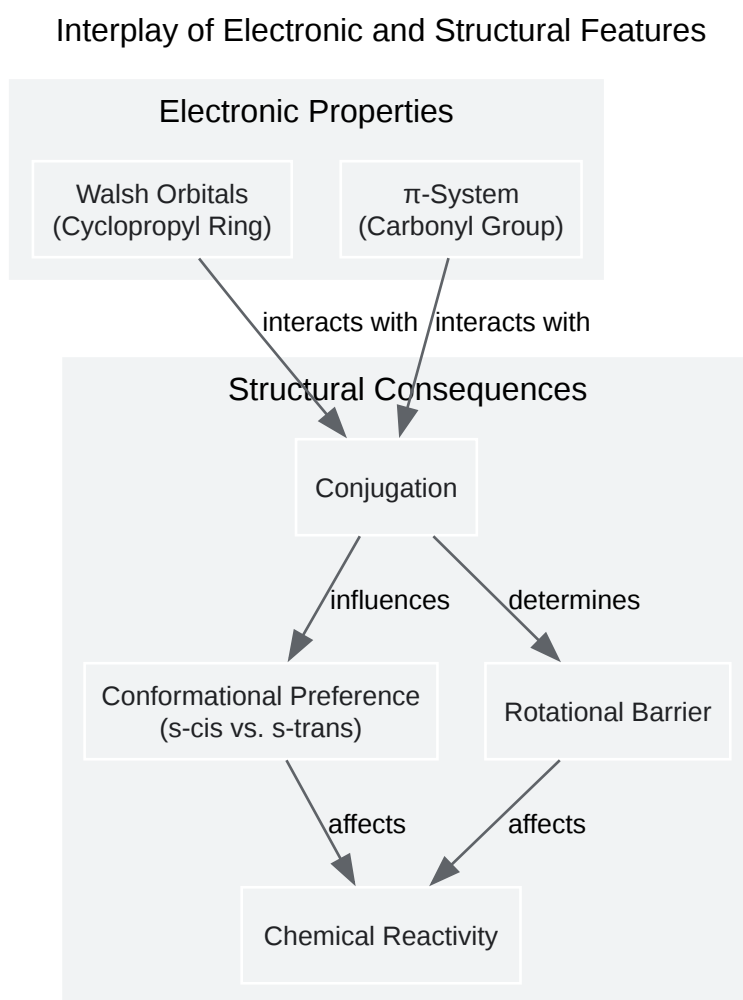 Interplay of Electronic and Structural Features
Electronic Properties
Walsh Orbitals
(Cyclopropyl Ring)
π-System
(Carbonyl Group)
interacts with
interacts with
Structural Consequences
Conjugation
influences
determines
Conformational Preference
(s-cis vs. s-trans)
Rotational Barrier
affects
affects
Chemical Reactivity